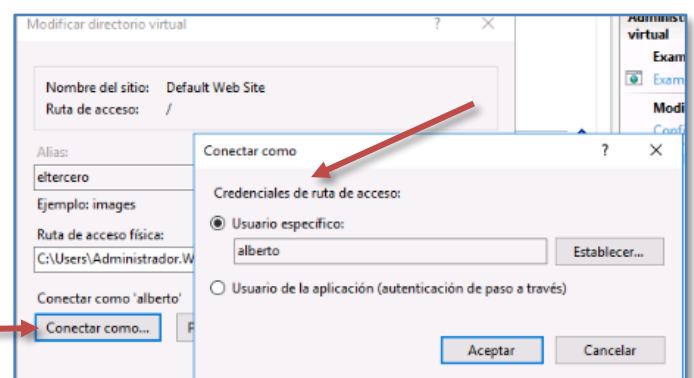 Modificar directorio virtual ? ×
Nombre del sitio: Default Web Site
Ruta de acceso: /
Alias:
eltercero
Ejemplo: images
Ruta de acceso física:
C:\Users\Administrador.W
Conectar como 'alberto'
Conectar como...
Conectar como ? ×
Credenciales de ruta de acceso:
Usuario específico:
alberto
Establecer...
Usuario de la aplicación (autenticación de paso a través)
Aceptar Cancelar
virtual
Exam
Exam
Modi